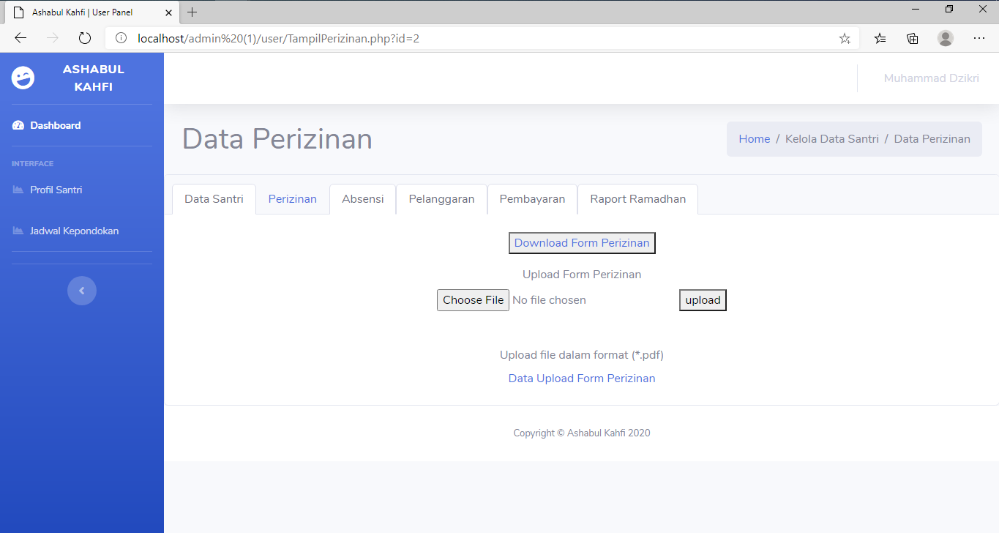 Ashabul Kahfi | User Panel
localhost/admin%20(1)/user/TampilPerizinan.php?id=2
ASHABUL
KAHFI
Muhammad Dzikri
Dashboard
INTERFACE
Profil Santri
Jadwal Kepondokan
Data Perizinan
Home / Kelola Data Santri / Data Perizinan
Data Santri Perizinan Absensi Pelanggaran Pembayaran Raport Ramadhan
Download Form Perizinan
Upload Form Perizinan
Choose File No file chosen upload
Upload file dalam format (*.pdf)
Data Upload Form Perizinan
Copyright © Ashabul Kahfi 2020